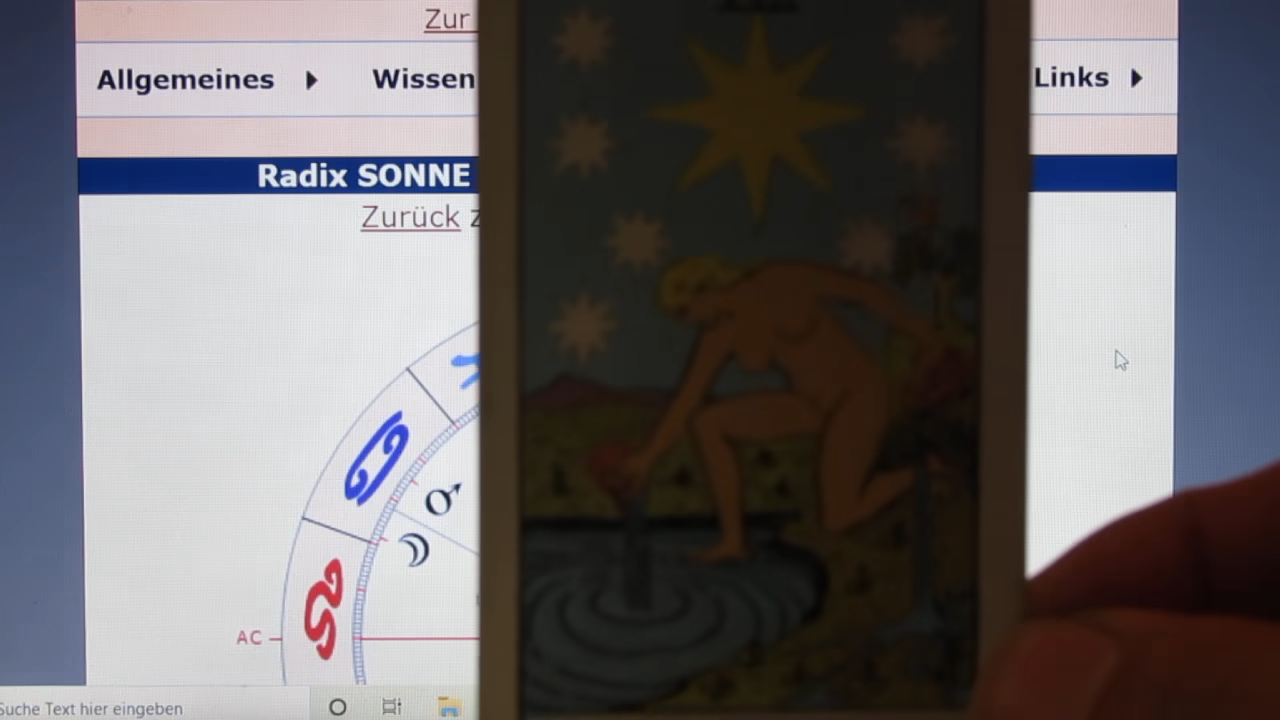 Zur
Allgemeines Wissen Links
Radix SONNE
Zurück z
AC
Suche Text hier eingeben